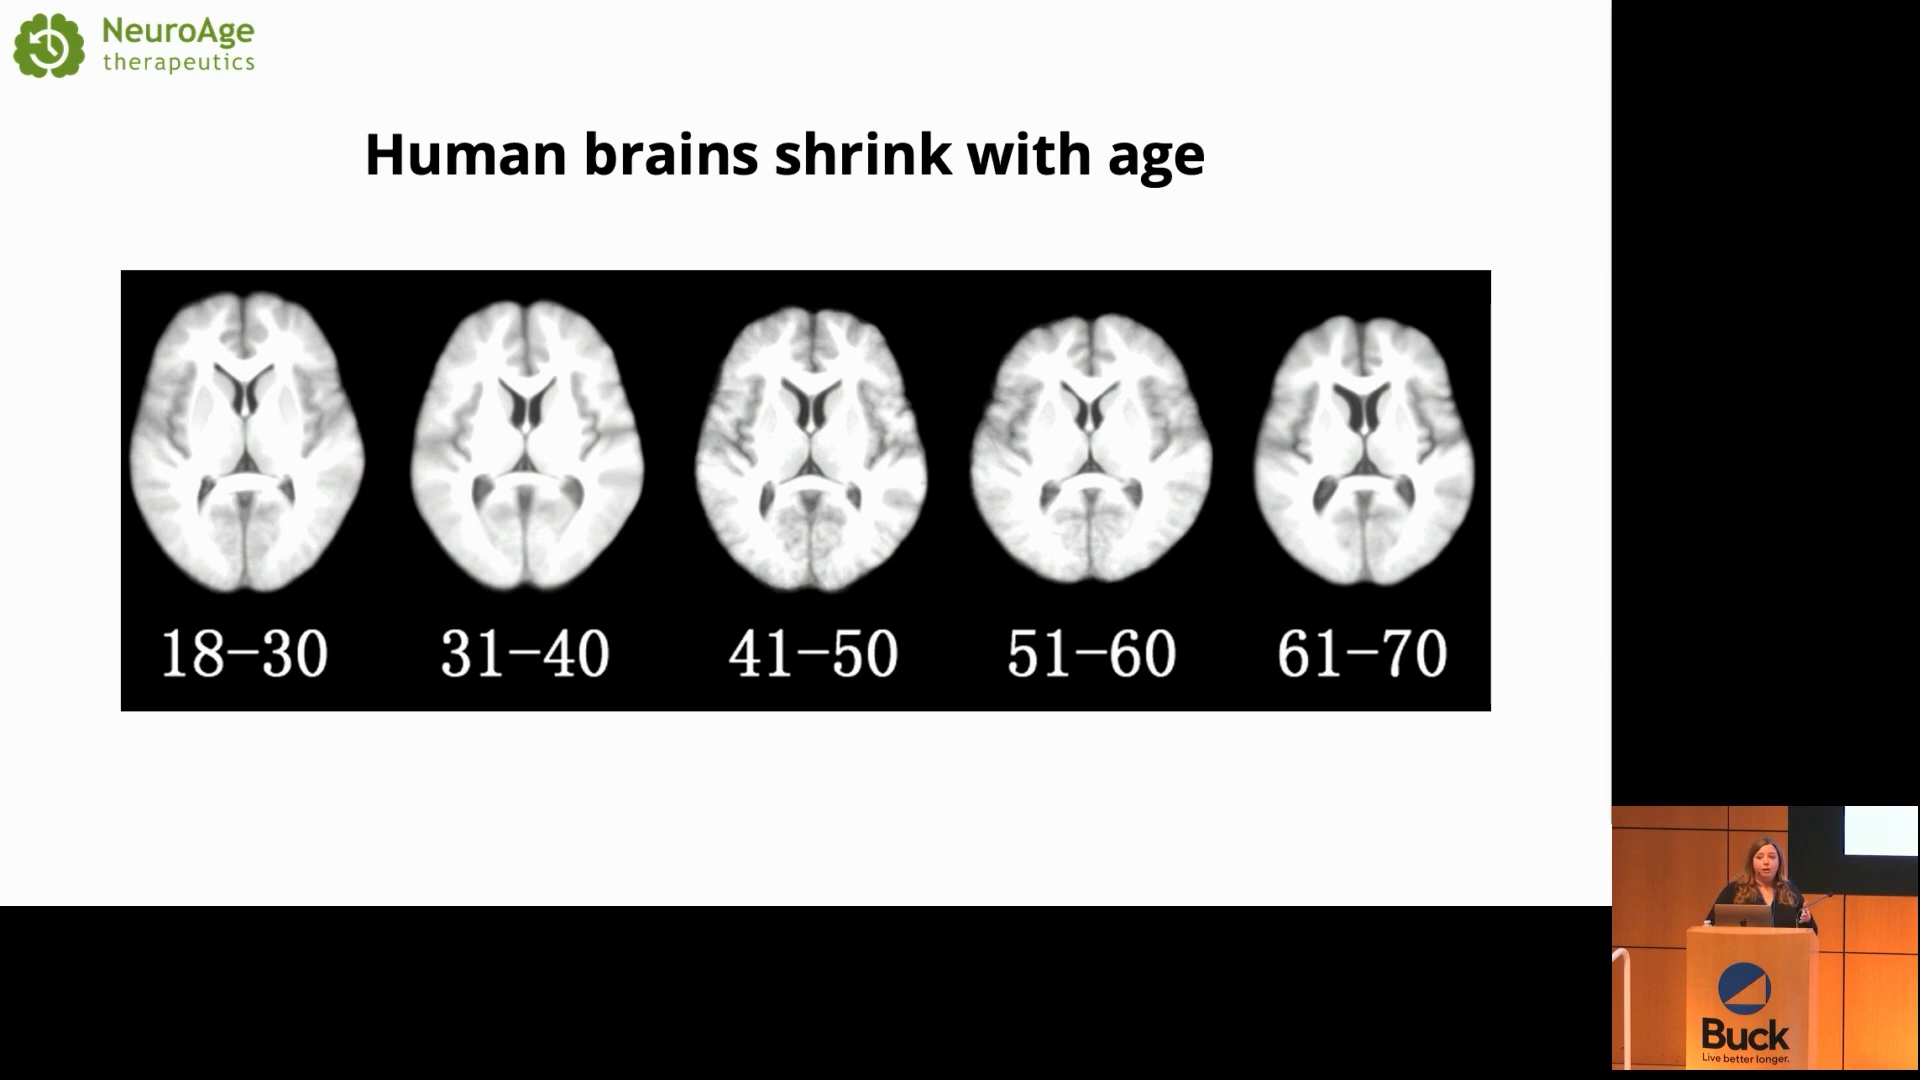 NeuroAge
therapeutics
Human brains shrink with age
18-30 31-40 41-50 51-60 61-70
Buck
Live better longer.